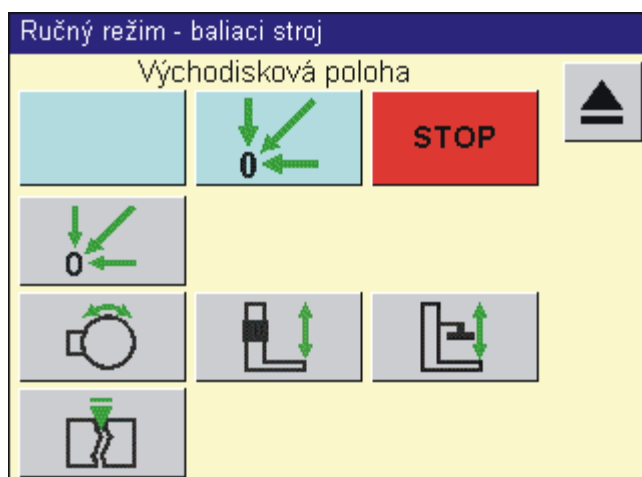 Ručný režim - baliaci stroj
Východisková poloha
0
STOP
0